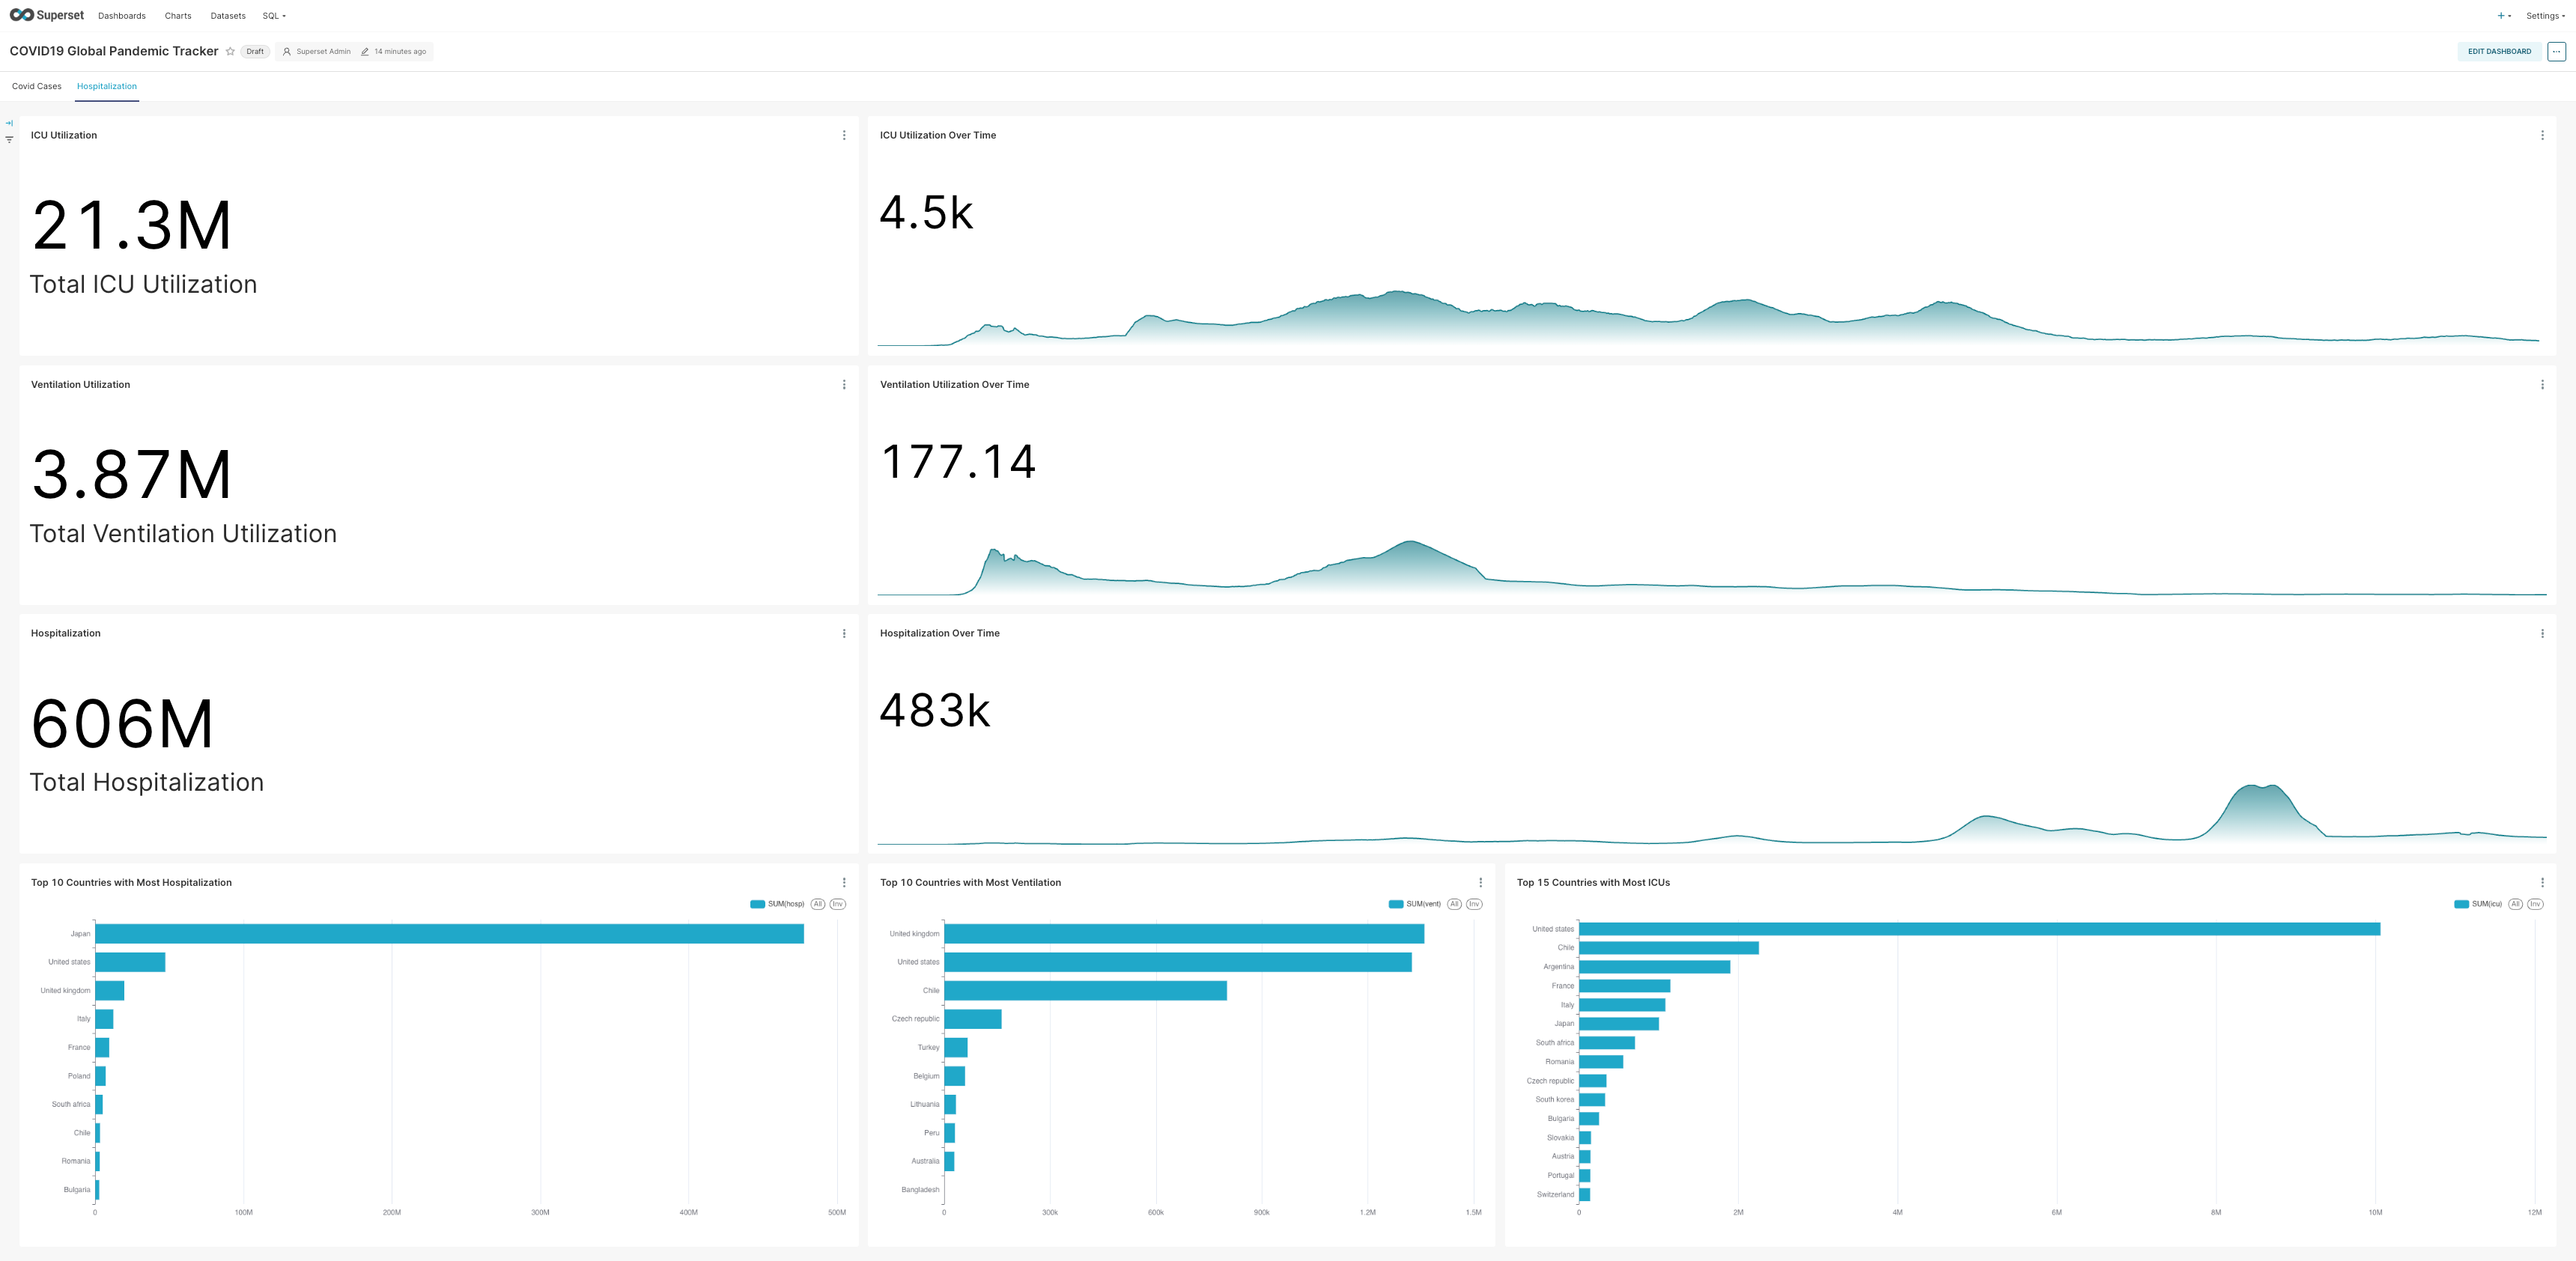 Superset Dashboards Charts Datasets SQL Settings
COVID19 Global Pandemic Tracker Draft Superset Admin 14 minutes ago EDIT DASHBOARD
Covid Cases Hospitalization
ICU Utilization
21.3M
Total ICU Utilization
ICU Utilization Over Time
4.5k
Ventilation Utilization
3.87M
Total Ventilation Utilization
Ventilation Utilization Over Time
177.14
Hospitalization
606M
Total Hospitalization
Hospitalization Over Time
483k
Top 10 Countries with Most Hospitalization
SUM(hosp) All Inv
Japan
United states
United kingdom
Italy
France
Poland
South africa
Chile
Romania
Bulgaria
0 100M 200M 300M 400M 500M
Top 10 Countries with Most Ventilation
SUM(vent) All Inv
United kingdom
United states
Chile
Czech republic
Turkey
Belgium
Lithuania
Peru
Australia
Bangladesh
0 300k 600k 900k 1.2M 1.5M
Top 15 Countries with Most ICUs
SUM(icu) All Inv
United states
Chile
Argentina
France
Italy
Japan
South africa
Romania
Czech republic
South korea
Bulgaria
Slovakia
Austria
Portugal
Switzerland
0 2M 4M 6M 8M 10M 12M